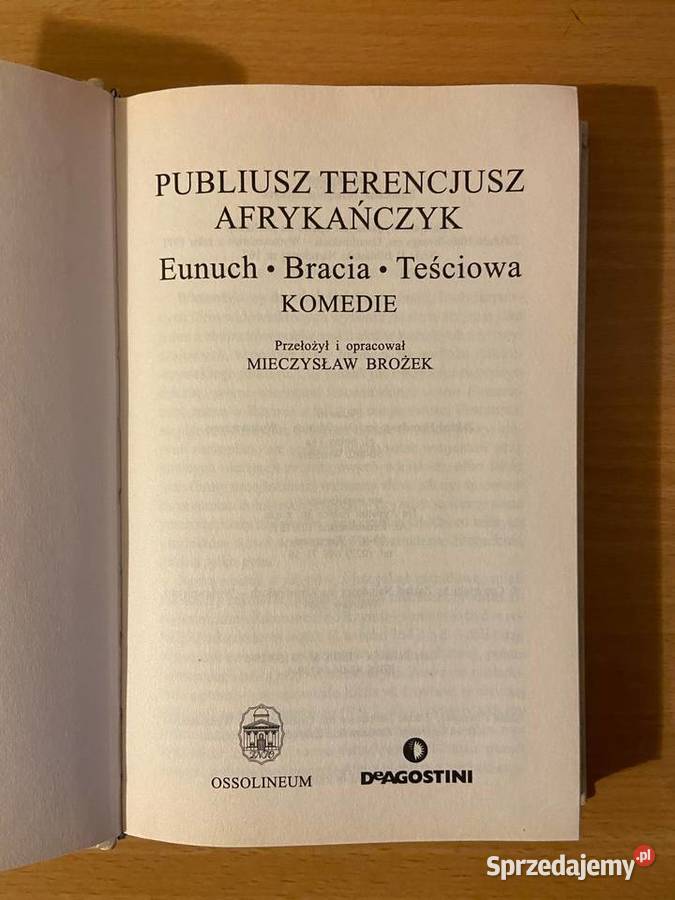 PUBLIUSZ TERENCJUSZ
AFRYKAŃCZYK
Eunuch • Bracia • Teściowa
KOMEDIE
Przełożył i opracował
MIECZYSŁAW BROŻEK
OSSOLINEUM
DeAGOSTINI
Sprzedajemy.pl